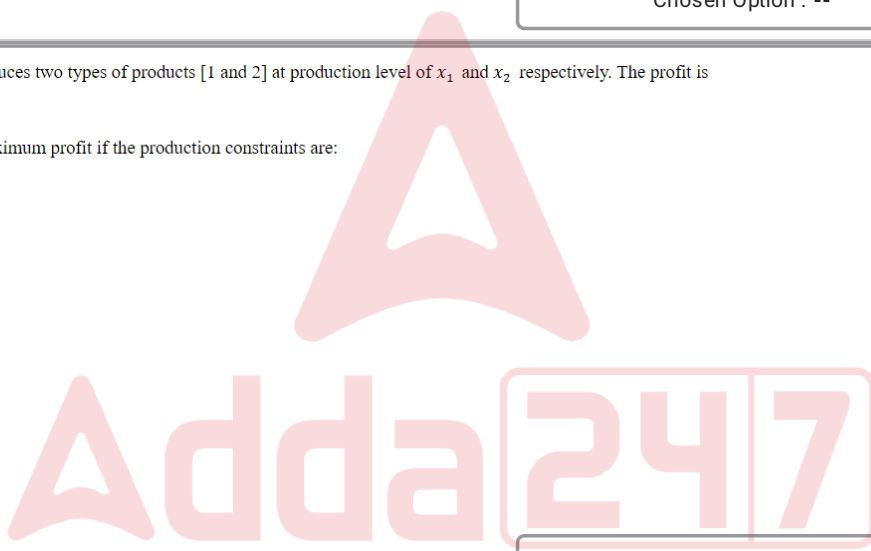 Chosen Option : --
uces two types of products [1 and 2] at production level of x₁ and x₂ respectively. The profit is
imum profit if the production constraints are:
Adda247